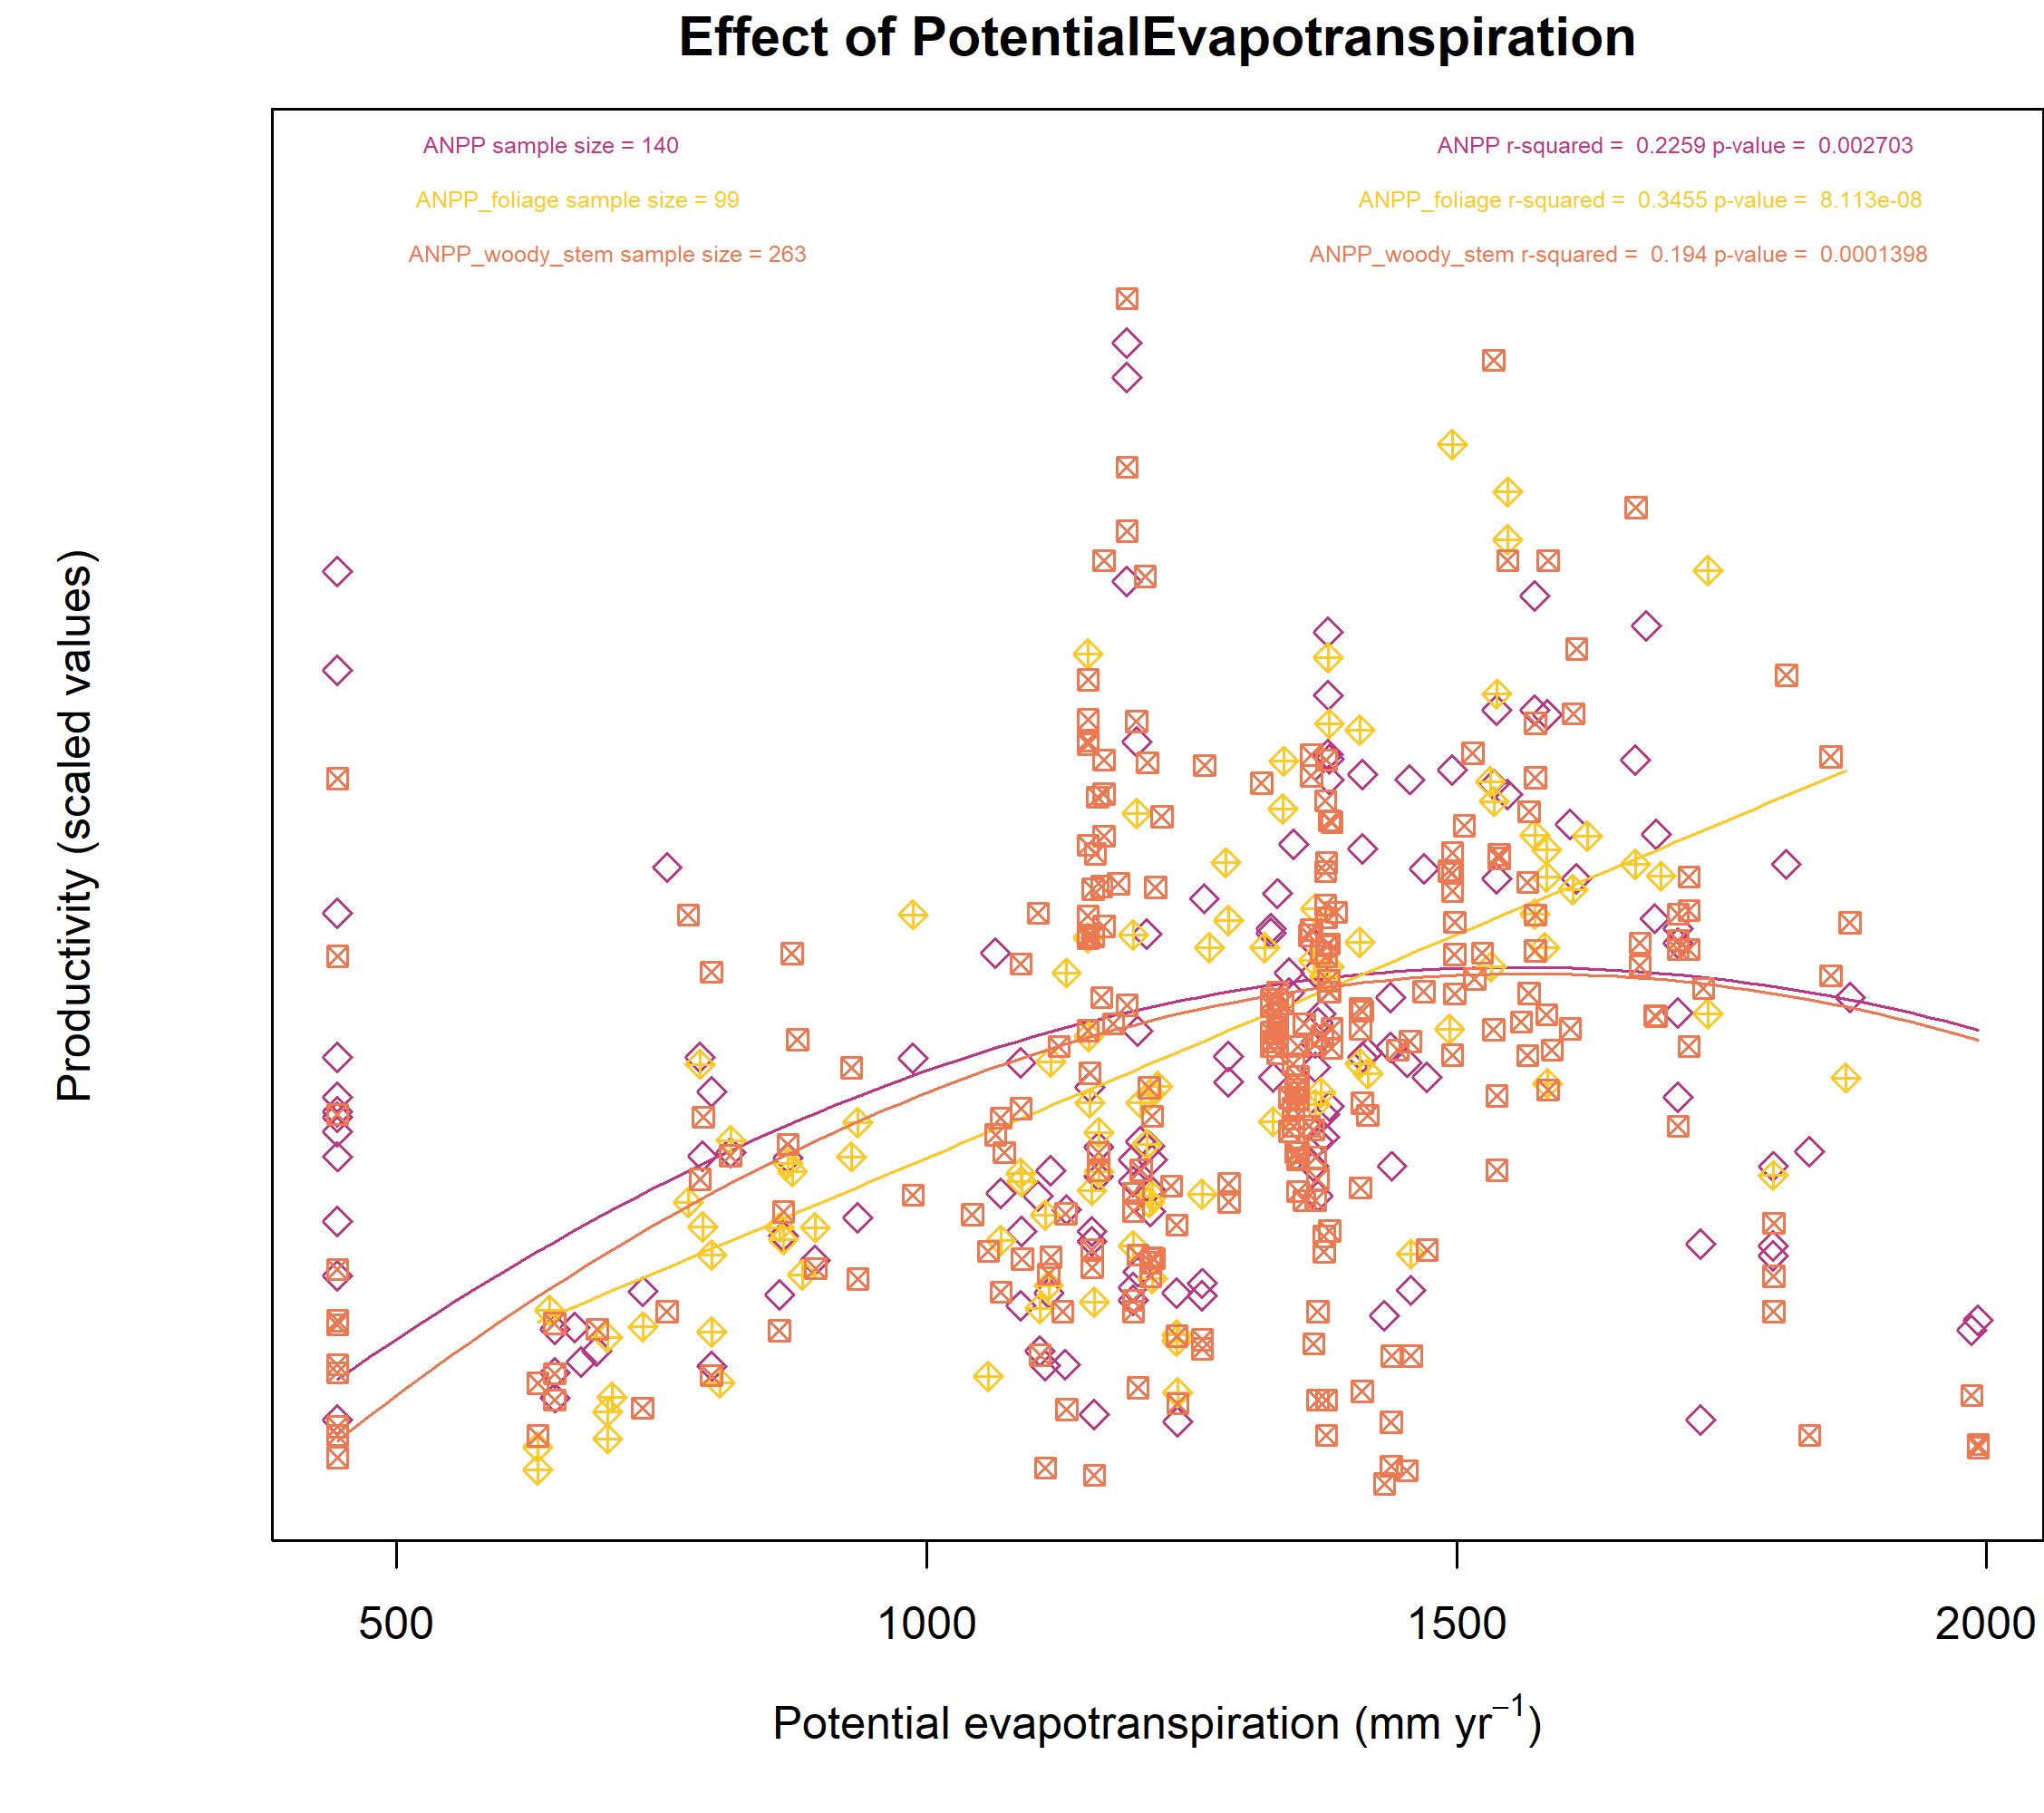 Effect of PotentialEvapotranspiration
ANPP sample size = 140
ANPP r-squared = 0.2259 p-value = 0.002703
ANPP_foliage sample size = 99
ANPP_foliage r-squared = 0.3455 p-value = 8.113e-08
ANPP_woody_stem sample size = 263
ANPP_woody_stem r-squared = 0.194 p-value = 0.0001398
Productivity (scaled values)
500 1000 1500 2000
Potential evapotranspiration (mm yr⁻¹)